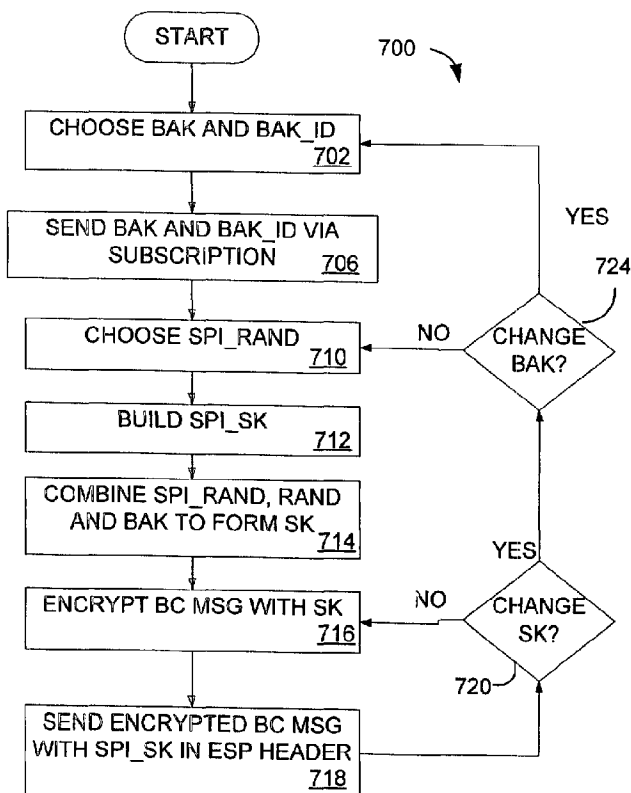 START
700
CHOOSE BAK AND BAK_ID
702
SEND BAK AND BAK_ID VIA
SUBSCRIPTION
706
YES
724
CHOOSE SPI_RAND
710
NO
CHANGE
BAK?
BUILD SPI_SK
712
COMBINE SPI_RAND, RAND
AND BAK TO FORM SK
714
YES
ENCRYPT BC MSG WITH SK
716
NO
CHANGE
SK?
720
SEND ENCRYPTED BC MSG
WITH SPI_SK IN ESP HEADER
718